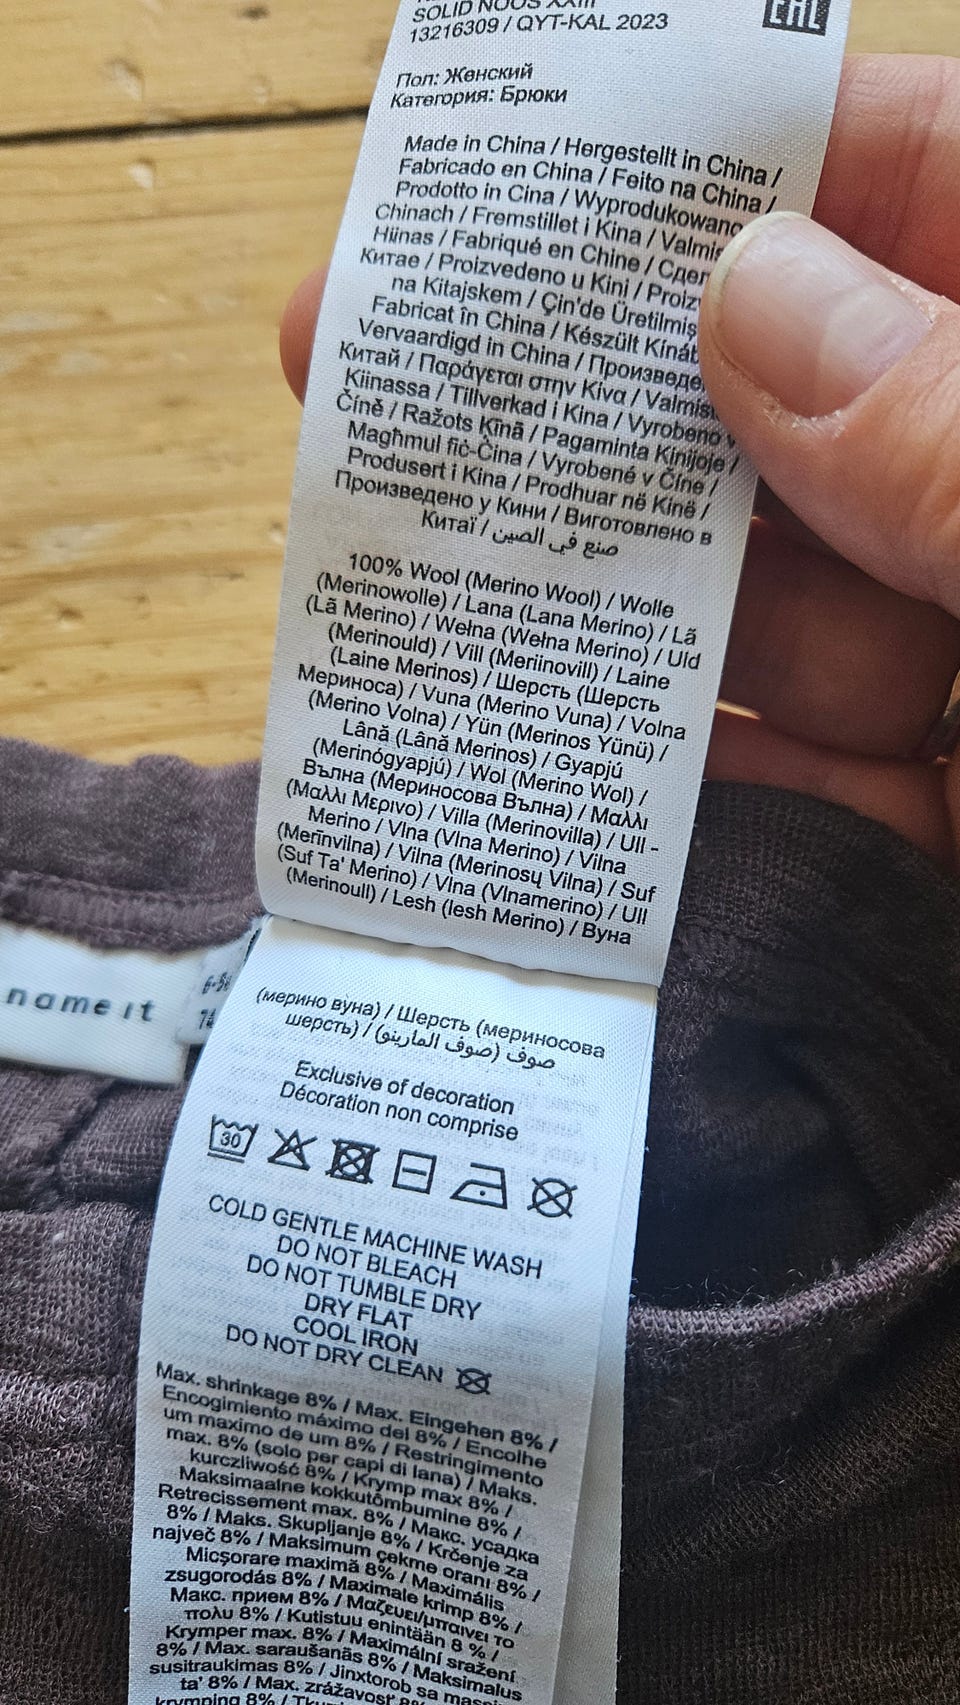 SOLID NOOS XXIII
13216309 / QYT-KAL 2023
EAC
Пол: Женский
Категория: Брюки
Made in China / Hergestellt in China /
Fabricado en China / Feito na China /
Prodotto in Cina / Wyprodukowano
Chinach / Fremstillet i Kina / Valmis
Hiinas / Fabriqué en Chine / Сдел
Китае / Proizvedeno u Kini / Proiz
na Kitajskem / Çin'de Üretilmiş
Fabricat în China / Készült Kínáb
Vervaardigd in China / Произведе
Китай / Παράγεται στην Κίνα / Valmist
Kiinassa / Tillverkad i Kina / Vyrobeno v
Číně / Ražots Ķīnā / Pagaminta Kinijoje /
Magħmul fiċ-Ċina / Vyrobené v Číne /
Produsert i Kina / Prodhuar në Kinë /
Произведено у Кини / Виготовлено в
Китаї / صنع في الصين
100% Wool (Merino Wool) / Wolle
(Merinowolle) / Lana (Lana Merino) / Lã
(Lã Merino) / Wełna (Wełna Merino) / Uld
(Merinould) / Vill (Meriinovill) / Laine
(Laine Merinos) / Шерсть (Шерсть
Мериноса) / Vuna (Merino Vuna) / Volna
(Merino Volna) / Yün (Merinos Yünü) /
Lână (Lână Merinos) / Gyapjú
(Merinógyapjú) / Wol (Merino Wol) /
Вълна (Мериносова Вълна) / Μαλλι
(Μαλλι Μερινο) / Villa (Merinovilla) / Ull -
Merino / Vlna (Vlna Merino) / Vilna
(Merīnvilna) / Vilna (Merinosų Vilna) / Suf
(Suf Ta' Merino) / Vlna (Vlnamerino) / Ull
(Merinoull) / Lesh (lesh Merino) / Вуна
name it
74
(мерино вуна) / Шерсть (мериносова
шерсть) / صوف (صوف المارينو)
Exclusive of decoration
Décoration non comprise
30
COLD GENTLE MACHINE WASH
DO NOT BLEACH
DO NOT TUMBLE DRY
DRY FLAT
COOL IRON
DO NOT DRY CLEAN
Max. shrinkage 8% / Max. Eingehen 8% /
Encogimiento máximo del 8% / Encolhe
um maximo de um 8% / Restringimento
max. 8% (solo per capi di lana) / Maks.
kurczliwość 8% / Krymp max 8% /
Maksimaalne kokkutõmbumine 8% /
Retrecissement max. 8% / Макс. усадка
8% / Maks. Skupljanje 8% / Krčenje za
največ 8% / Maksimum çekme oranı 8% /
Micşorare maximă 8% / Maximális
zsugorodás 8% / Maximale krimp 8% /
Макс. прием 8% / Μαζευει/μπαινει το
πολυ 8% / Kutistuu enintään 8 % /
Krymper max. 8% / Maximální sražení
8% / Max. saraušanās 8% / Maksimalus
susitraukimas 8% / Jinxtorob sa massimu
ta' 8% / Max. zrážavosť 8%
krymping 8% /